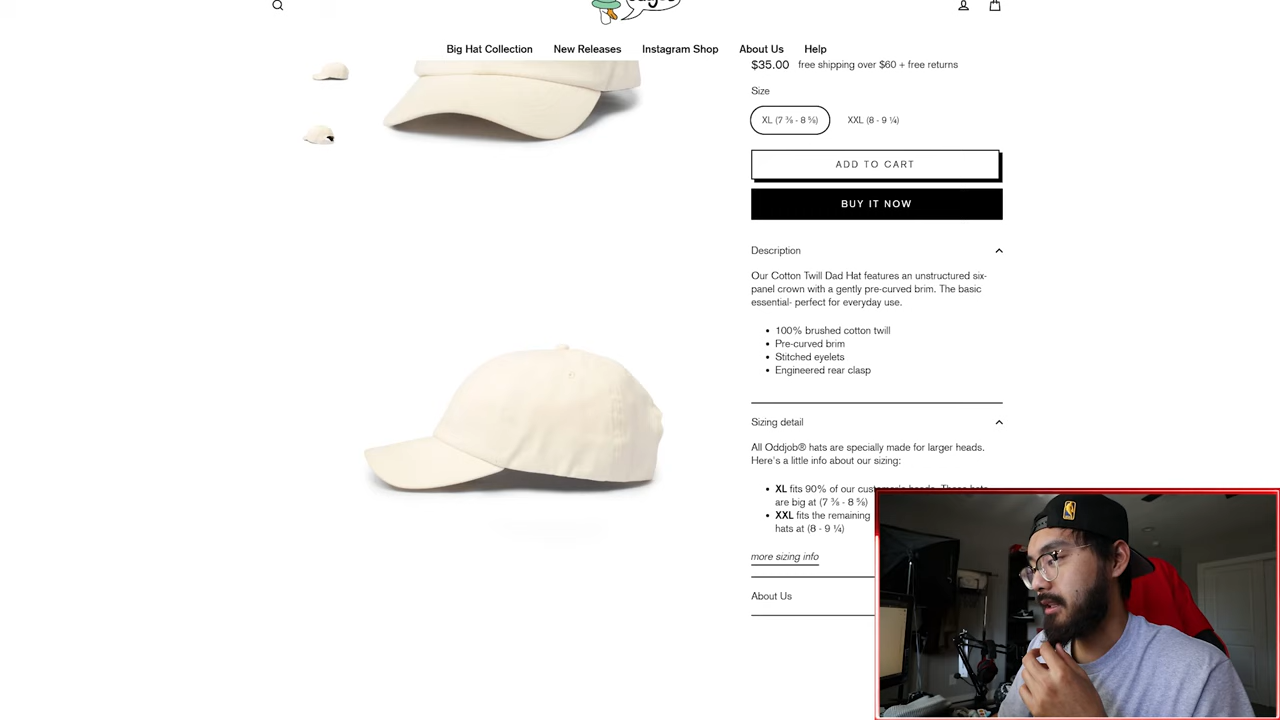 Big Hat Collection New Releases Instagram Shop About Us Help
$35.00 free shipping over $60 + free returns
Size
XL (7 ⅜ - 8 ⅝) XXL (8 - 9 ¼)
ADD TO CART
BUY IT NOW
Description
Our Cotton Twill Dad Hat features an unstructured six-
panel crown with a gently pre-curved brim. The basic
essential- perfect for everyday use.
• 100% brushed cotton twill
• Pre-curved brim
• Stitched eyelets
• Engineered rear clasp
Sizing detail
All Oddjob® hats are specially made for larger heads.
Here's a little info about our sizing:
• XL fits 90% of our customer's heads. These hats
are big at (7 ⅜ - 8 ⅝)
• XXL fits the remaining
hats at (8 - 9 ¼)
more sizing info
About Us